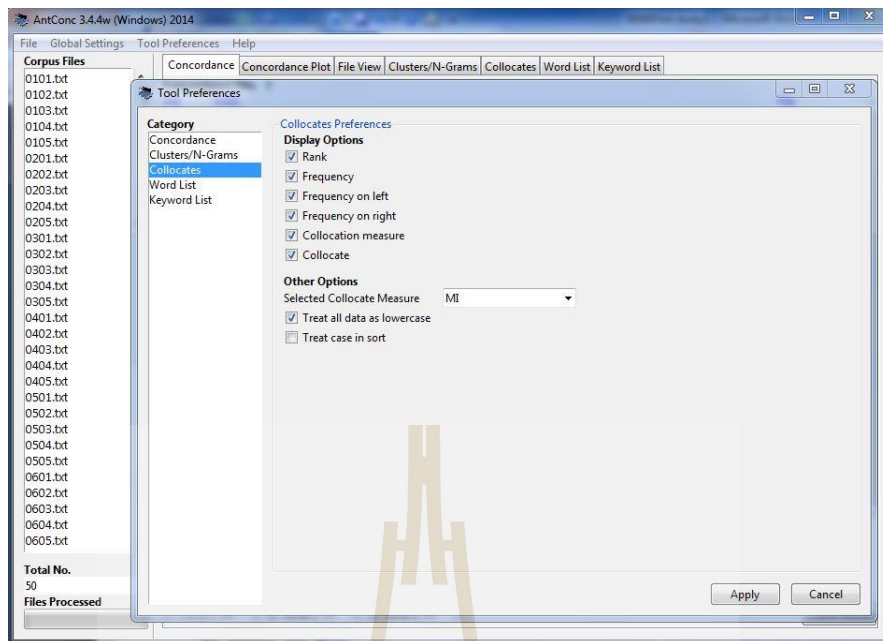 AntConc 3.4.4w (Windows) 2014
File Global Settings Tool Preferences Help
Corpus Files
Concordance Concordance Plot File View Clusters/N-Grams Collocates Word List Keyword List
0101.txt
0102.txt
0103.txt
0104.txt
0105.txt
0201.txt
0202.txt
0203.txt
0204.txt
0205.txt
0301.txt
0302.txt
0303.txt
0304.txt
0305.txt
0401.txt
0402.txt
0403.txt
0404.txt
0405.txt
0501.txt
0502.txt
0503.txt
0504.txt
0505.txt
0601.txt
0602.txt
0603.txt
0604.txt
0605.txt
Total No.
50
Files Processed
Tool Preferences
Category
Concordance
Clusters/N-Grams
Collocates
Word List
Keyword List
Collocates Preferences
Display Options
Rank
Frequency
Frequency on left
Frequency on right
Collocation measure
Collocate
Other Options
Selected Collocate Measure MI
Treat all data as lowercase
Treat case in sort
Apply Cancel